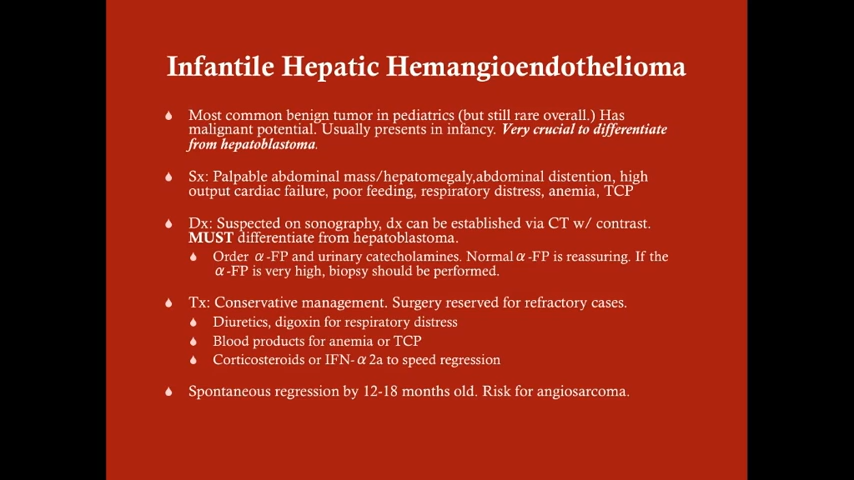 Infantile Hepatic Hemangioendothelioma
Most common benign tumor in pediatrics (but still rare overall.) Has
malignant potential. Usually presents in infancy. Very crucial to differentiate
from hepatoblastoma.
Sx: Palpable abdominal mass/hepatomegaly,abdominal distention, high
output cardiac failure, poor feeding, respiratory distress, anemia, TCP
Dx: Suspected on sonography, dx can be established via CT w/ contrast.
MUST differentiate from hepatoblastoma.
Order α-FP and urinary catecholamines. Normal α-FP is reassuring. If the
α-FP is very high, biopsy should be performed.
Tx: Conservative management. Surgery reserved for refractory cases.
Diuretics, digoxin for respiratory distress
Blood products for anemia or TCP
Corticosteroids or IFN-α2a to speed regression
Spontaneous regression by 12-18 months old. Risk for angiosarcoma.